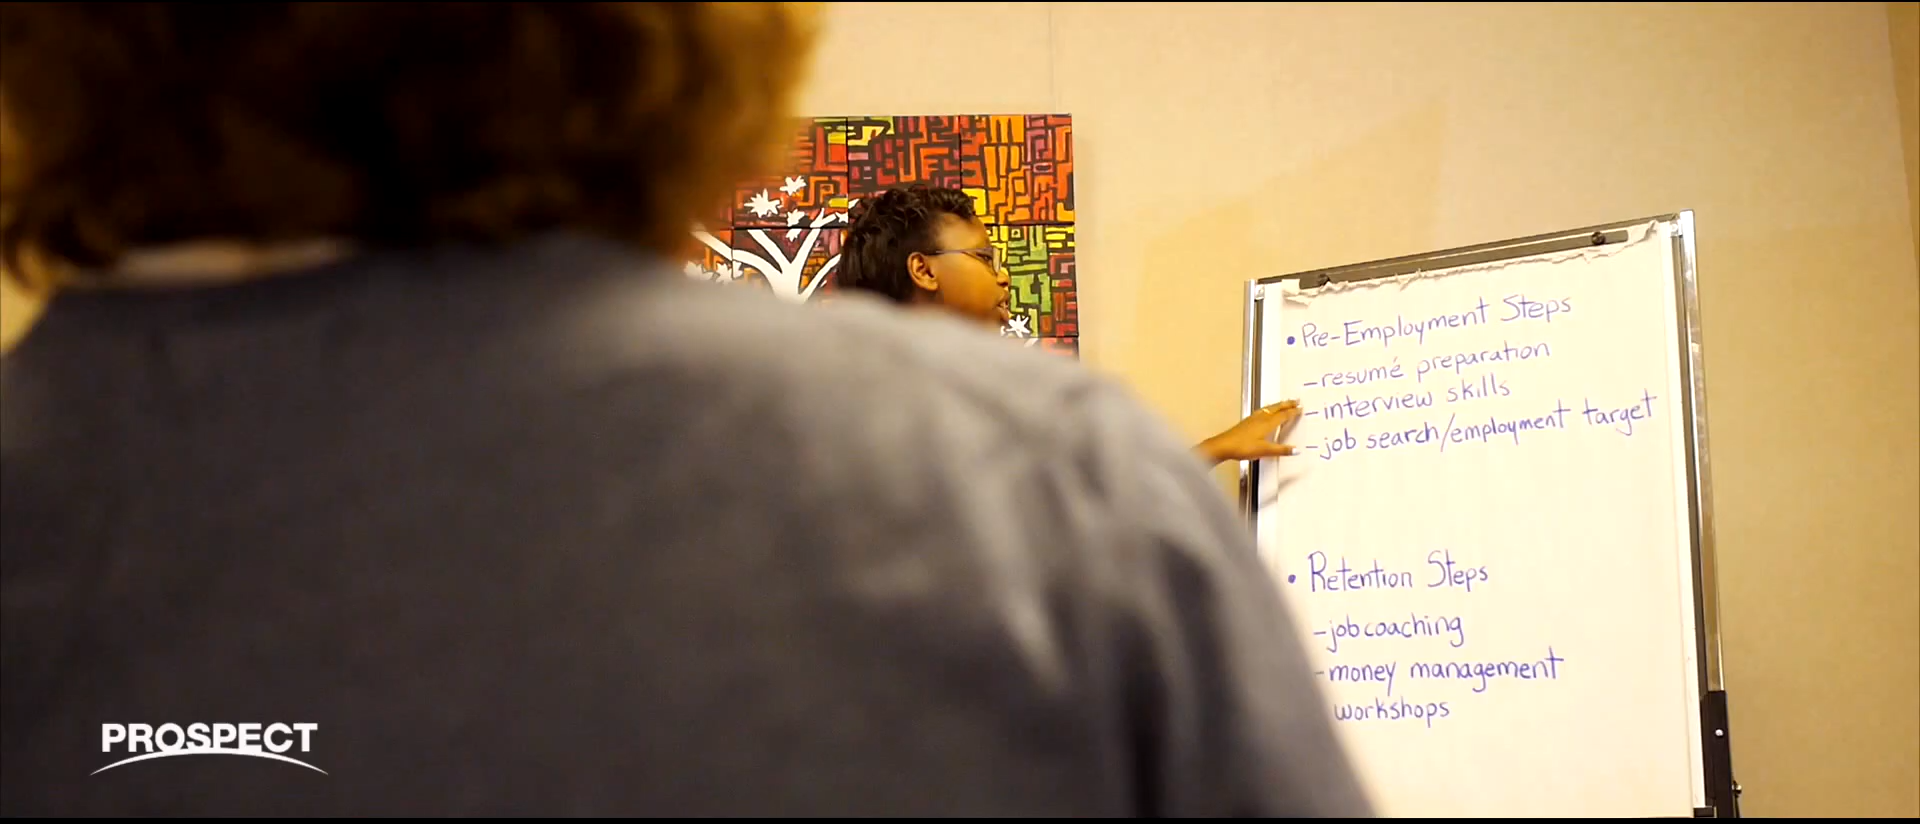 • Pre-Employment Steps
-resumé preparation
-interview skills
-job search/employment target
• Retention Steps
-job coaching
-money management
workshops
PROSPECT